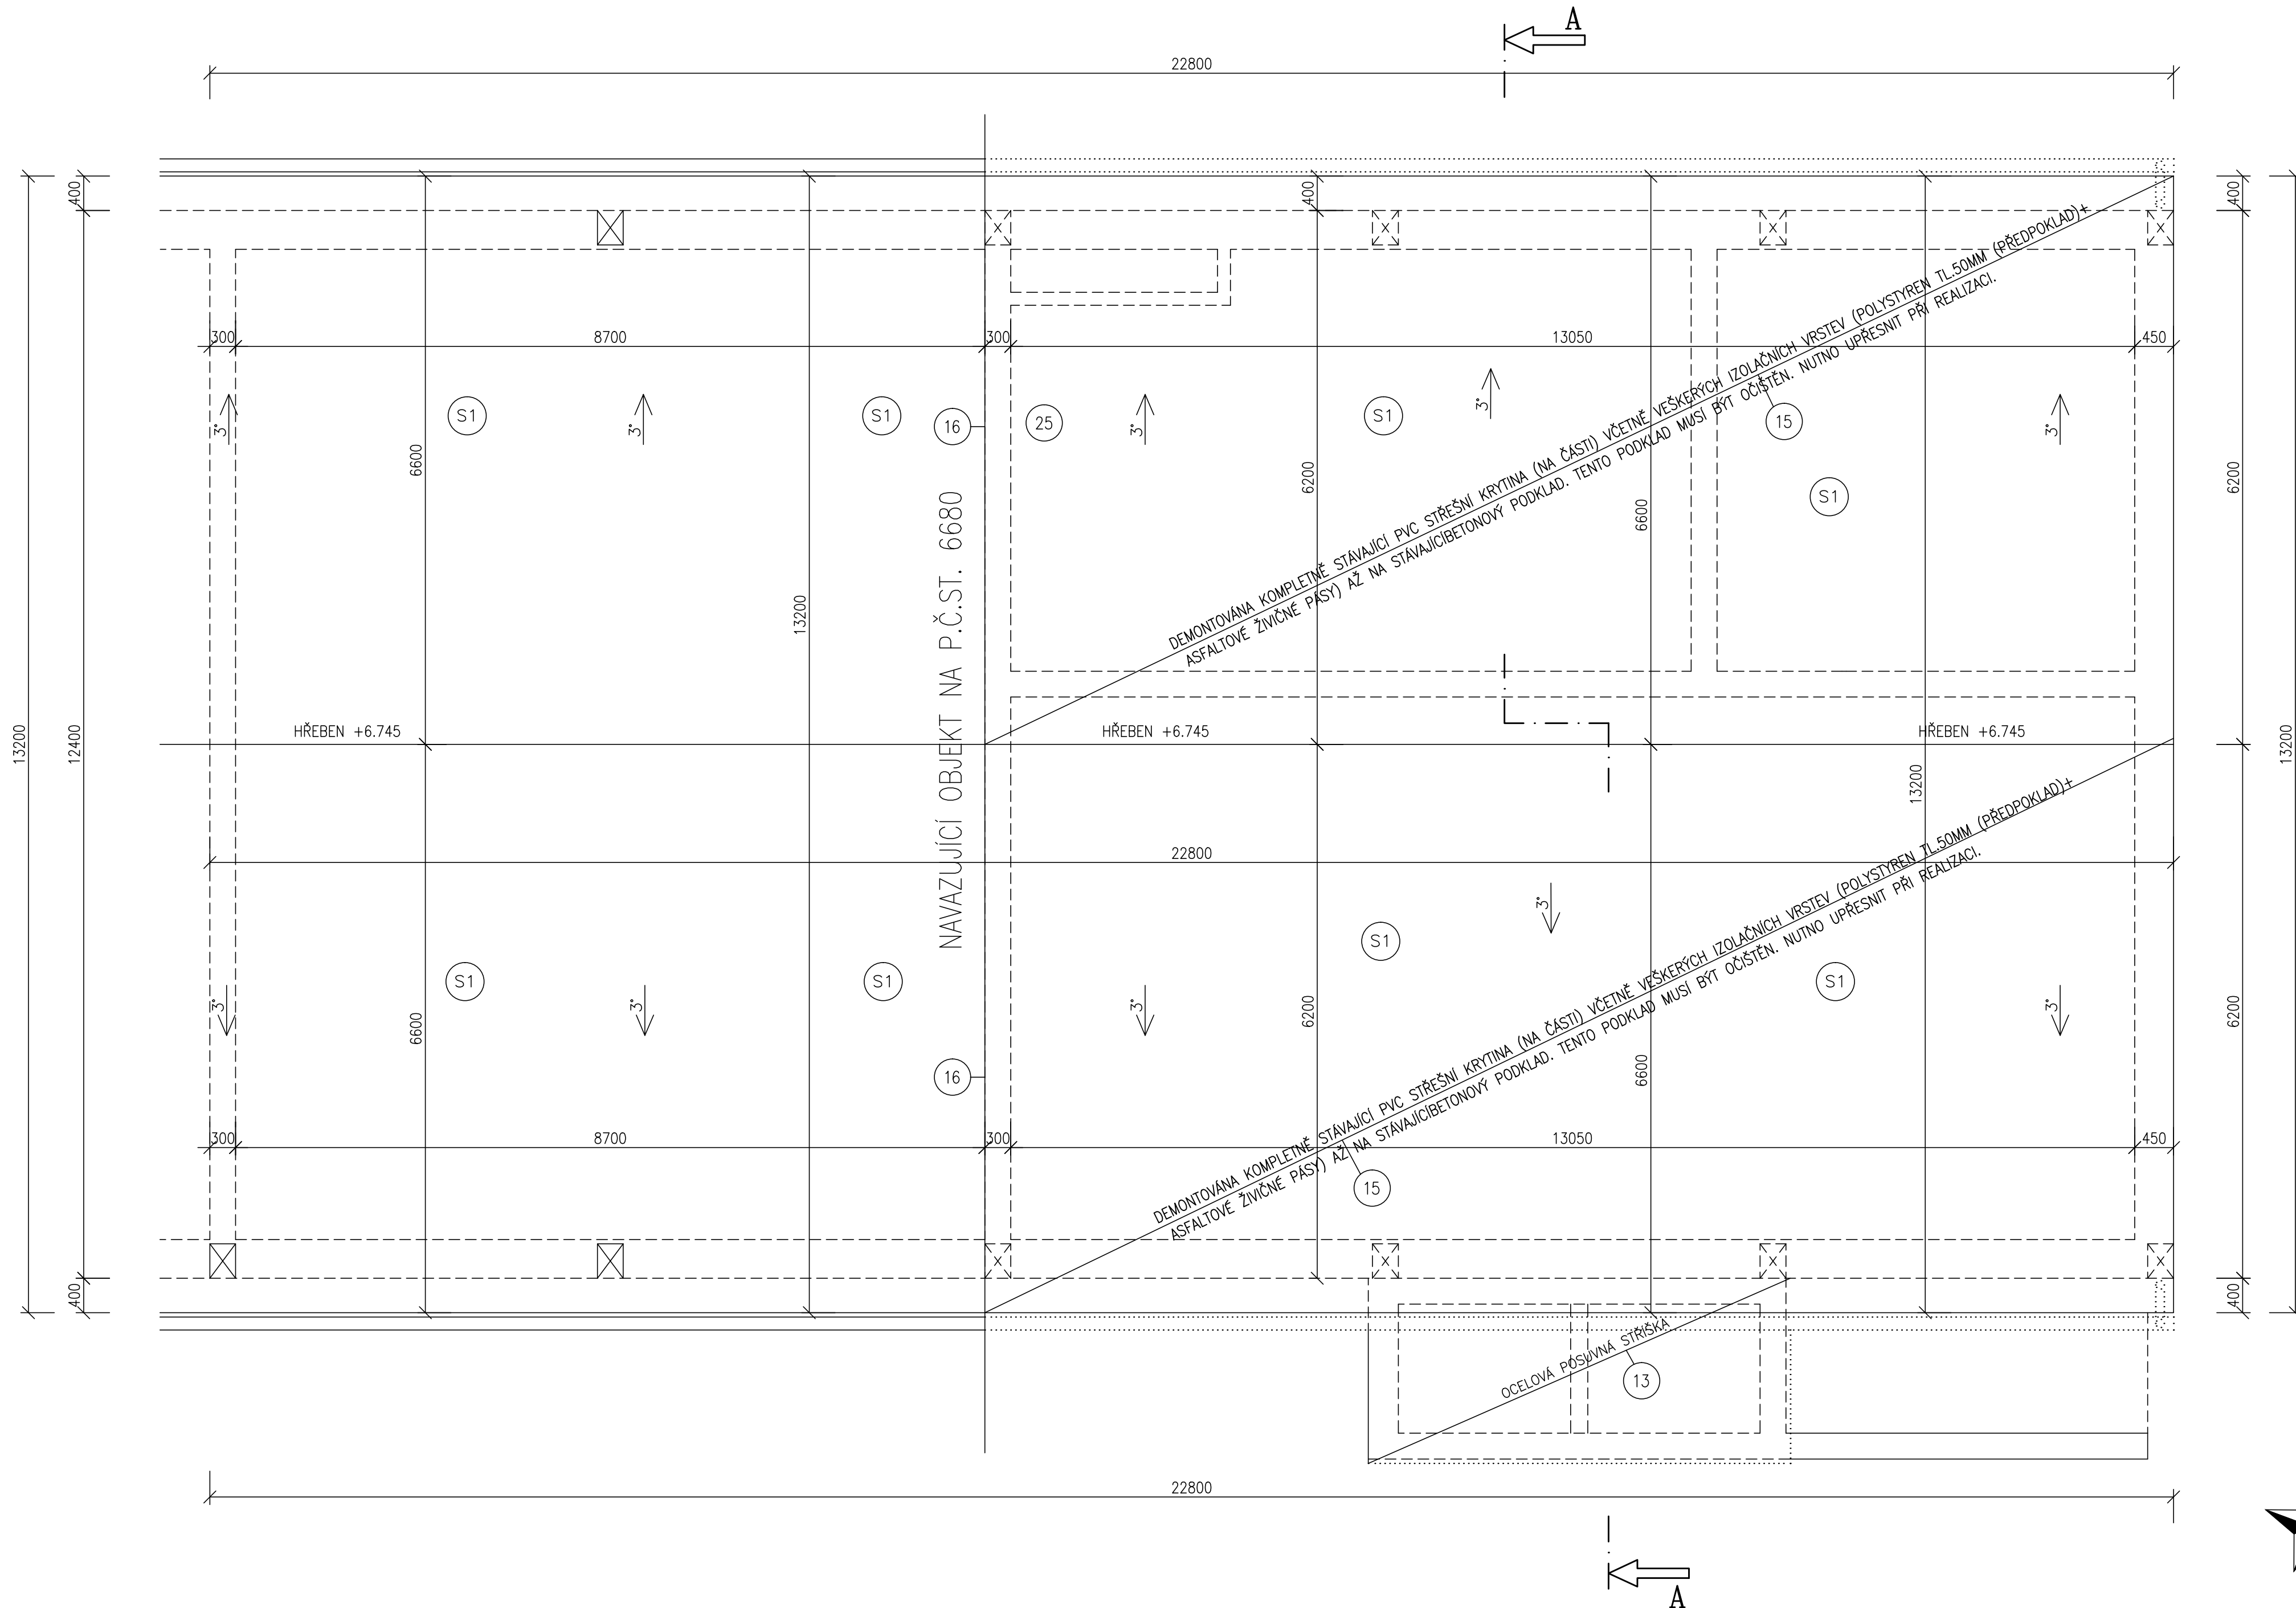 A
22800
400
400
400
300
8700
300
13050
450
S1
S1
16
25
S1
15
S1
3°
3°
3°
3°
3°
6600
6200
6600
6200
13200
13200
12400
13200
NAVAZUJÍCÍ OBJEKT NA P.Č.ST. 6680
DEMONTOVÁNA KOMPLETNĚ STÁVAJÍCÍ PVC STŘEŠNÍ KRYTINA (NA ČÁSTI) VČETNĚ VEŠKERÝCH IZOLAČNÍCH VRSTEV (POLYSTYREN TL.50MM (PŘEDPOKLAD)+
ASFALTOVÉ ŽIVIČNÉ PÁSY) AŽ NA STÁVAJÍCÍBETONOVÝ PODKLAD. TENTO PODKLAD MUSÍ BÝT OČIŠTĚN. NUTNO UPŘESNIT PŘI REALIZACI.
HŘEBEN +6.745
HŘEBEN +6.745
HŘEBEN +6.745
13200
22800
S1
S1
S1
S1
3°
3°
3°
3°
3°
6600
6200
6600
6200
16
DEMONTOVÁNA KOMPLETNĚ STÁVAJÍCÍ PVC STŘEŠNÍ KRYTINA (NA ČÁSTI) VČETNĚ VEŠKERÝCH IZOLAČNÍCH VRSTEV (POLYSTYREN TL.50MM (PŘEDPOKLAD)+
ASFALTOVÉ ŽIVIČNÉ PÁSY) AŽ NA STÁVAJÍCÍBETONOVÝ PODKLAD. TENTO PODKLAD MUSÍ BÝT OČIŠTĚN. NUTNO UPŘESNIT PŘI REALIZACI.
300
8700
300
13050
450
15
400
400
OCELOVÁ POSUVNÁ STŘÍŠKA
13
22800
A